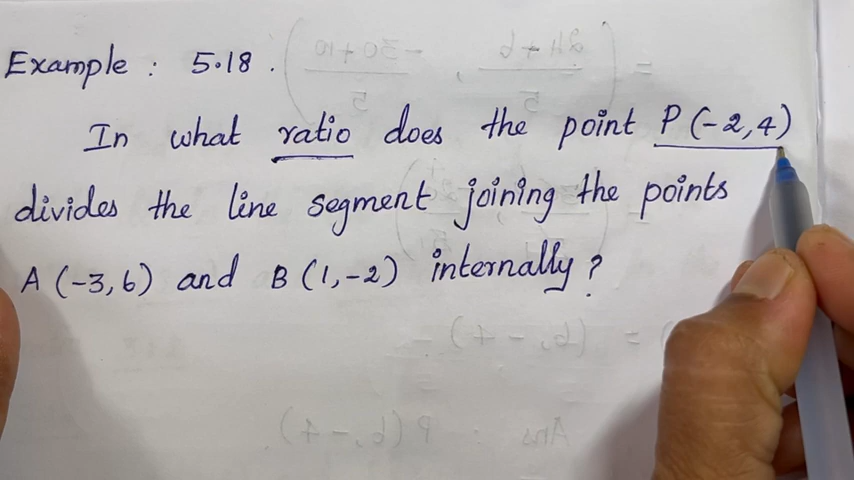 Example : 5.18 .
In what ratio does the point P(-2,4)
divides the line segment joining the points
A (-3,6) and B (1,-2) internally?